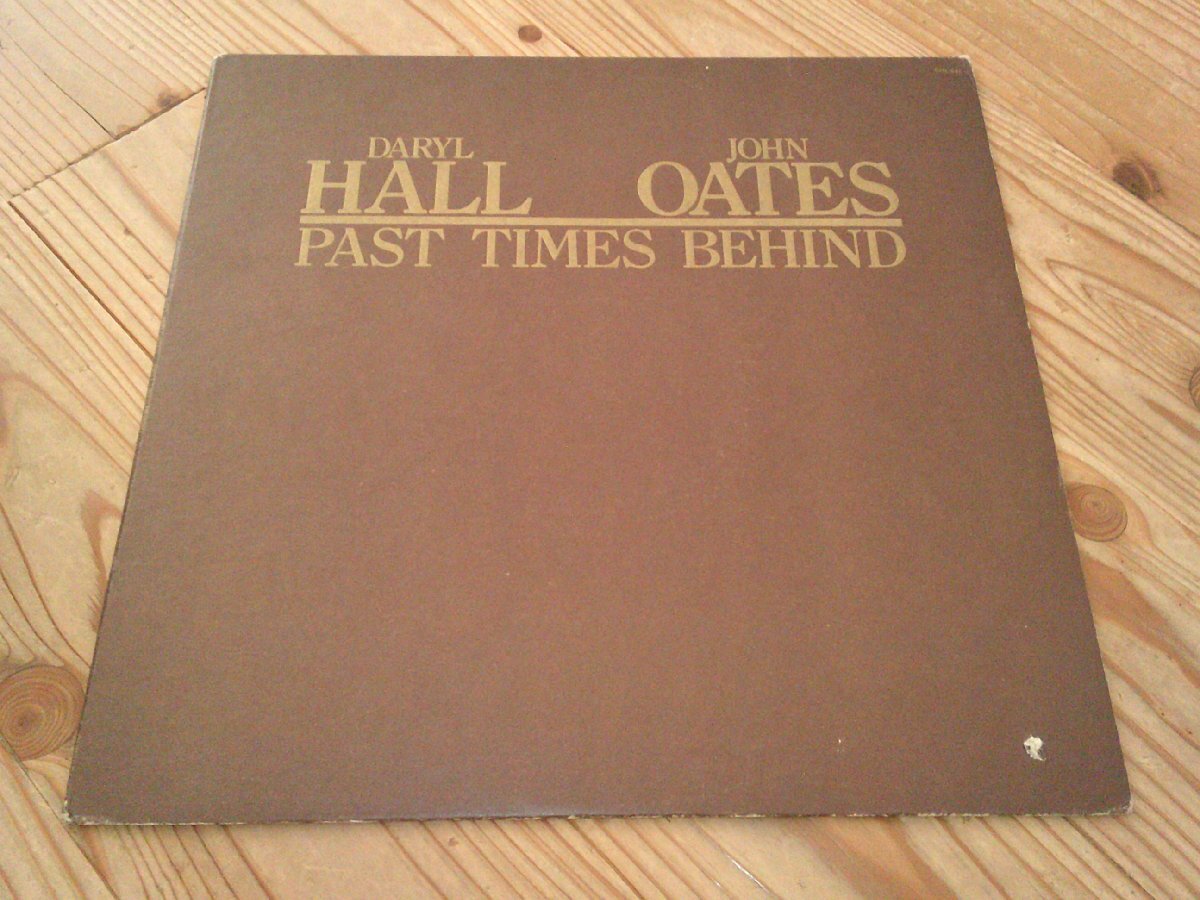 DARYL JOHN
HALL OATES
PAST TIMES BEHIND